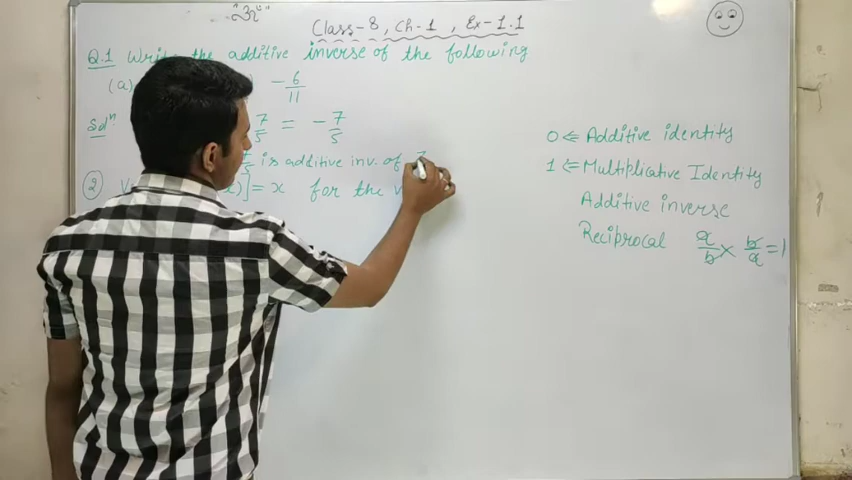 "ॐ"
Class-8, Ch-1, Ex-1.1
Q.1 Write the additive inverse of the following
(a) -6/11
Solⁿ 7/5 = -7/5
is additive inv. of 7
② x)] = x for the
0 ⇐ Additive identity
1 ⇐ Multiplicative Identity
Additive inverse
Reciprocal a/b × b/a = 1